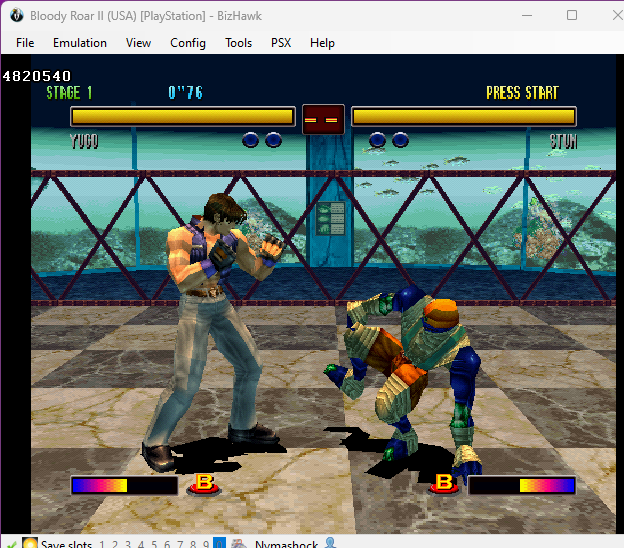 Bloody Roar II (USA) [PlayStation] - BizHawk
File Emulation View Config Tools PSX Help
4820540
STAGE 1 0"76 PRESS START
- -
YUGO STUN
B B
Save slots 1 2 3 4 5 6 7 8 9 0 Nymashock